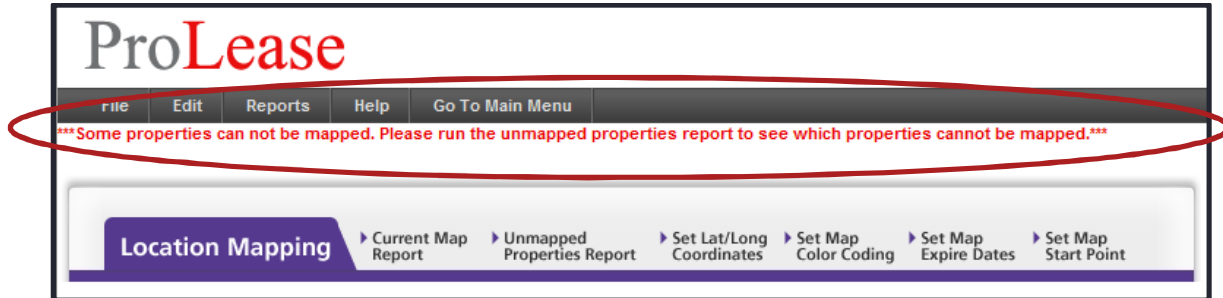 ProLease
File Edit Reports Help Go To Main Menu
***Some properties can not be mapped. Please run the unmapped properties report to see which properties cannot be mapped.***
Location Mapping
Current Map
Report
Unmapped
Properties Report
Set Lat/Long
Coordinates
Set Map
Color Coding
Set Map
Expire Dates
Set Map
Start Point